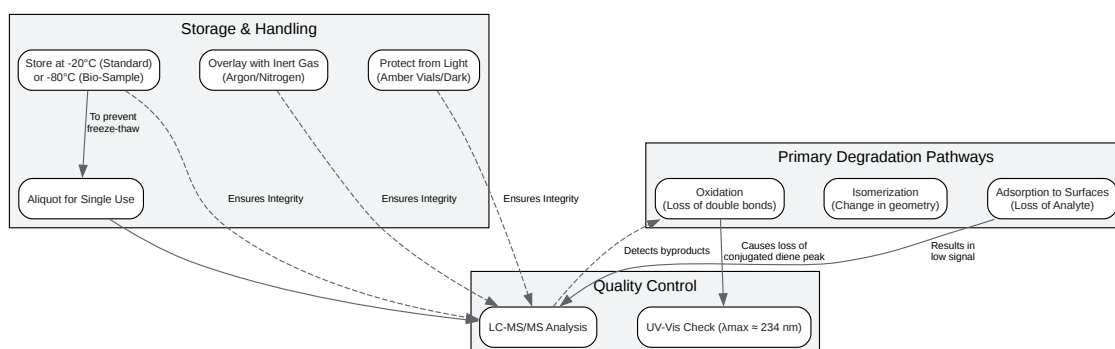 Storage & Handling
Store at -20°C (Standard)
or -80°C (Bio-Sample)
Overlay with Inert Gas
(Argon/Nitrogen)
Protect from Light
(Amber Vials/Dark)
To prevent
freeze-thaw
Aliquot for Single Use
Ensures Integrity
Ensures Integrity
Ensures Integrity
Primary Degradation Pathways
Oxidation
(Loss of double bonds)
Isomerization
(Change in geometry)
Adsorption to Surfaces
(Loss of Analyte)
Detects byproducts
Causes loss of
conjugated diene peak
Results in
low signal
Quality Control
LC-MS/MS Analysis
UV-Vis Check (λmax ≈ 234 nm)